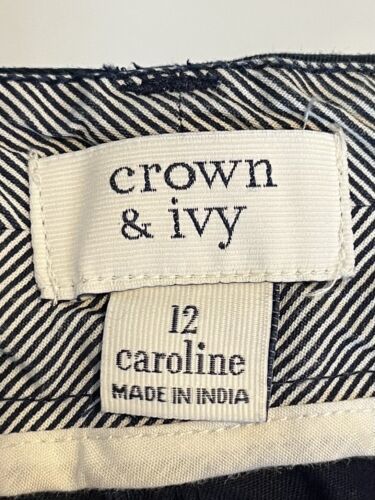 crown
& ivy
12
caroline
MADE IN INDIA